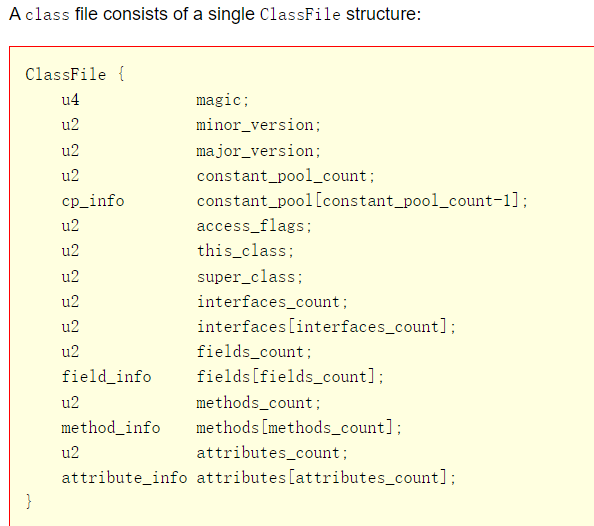 A class file consists of a single ClassFile structure:
ClassFile {
u4 magic;
u2 minor_version;
u2 major_version;
u2 constant_pool_count;
cp_info constant_pool[constant_pool_count-1];
u2 access_flags;
u2 this_class;
u2 super_class;
u2 interfaces_count;
u2 interfaces[interfaces_count];
u2 fields_count;
field_info fields[fields_count];
u2 methods_count;
method_info methods[methods_count];
u2 attributes_count;
attribute_info attributes[attributes_count];
}